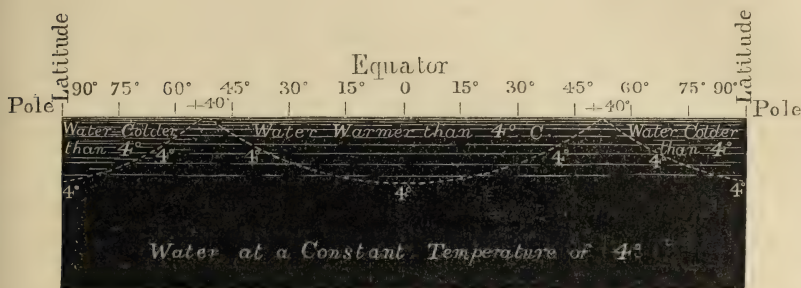 Latitude Latitude
Equator
90° 75° 60° 45° 30° 15° 0 15° 30° 45° 60° 75° 90°
Pole +40° +40° Pole
Water Colder Water Warmer than 4° C. Water Colder
than 4° 4° 4° 4° 4° than 4°
4° 4° 4°
Water at a Constant Temperature of 4°